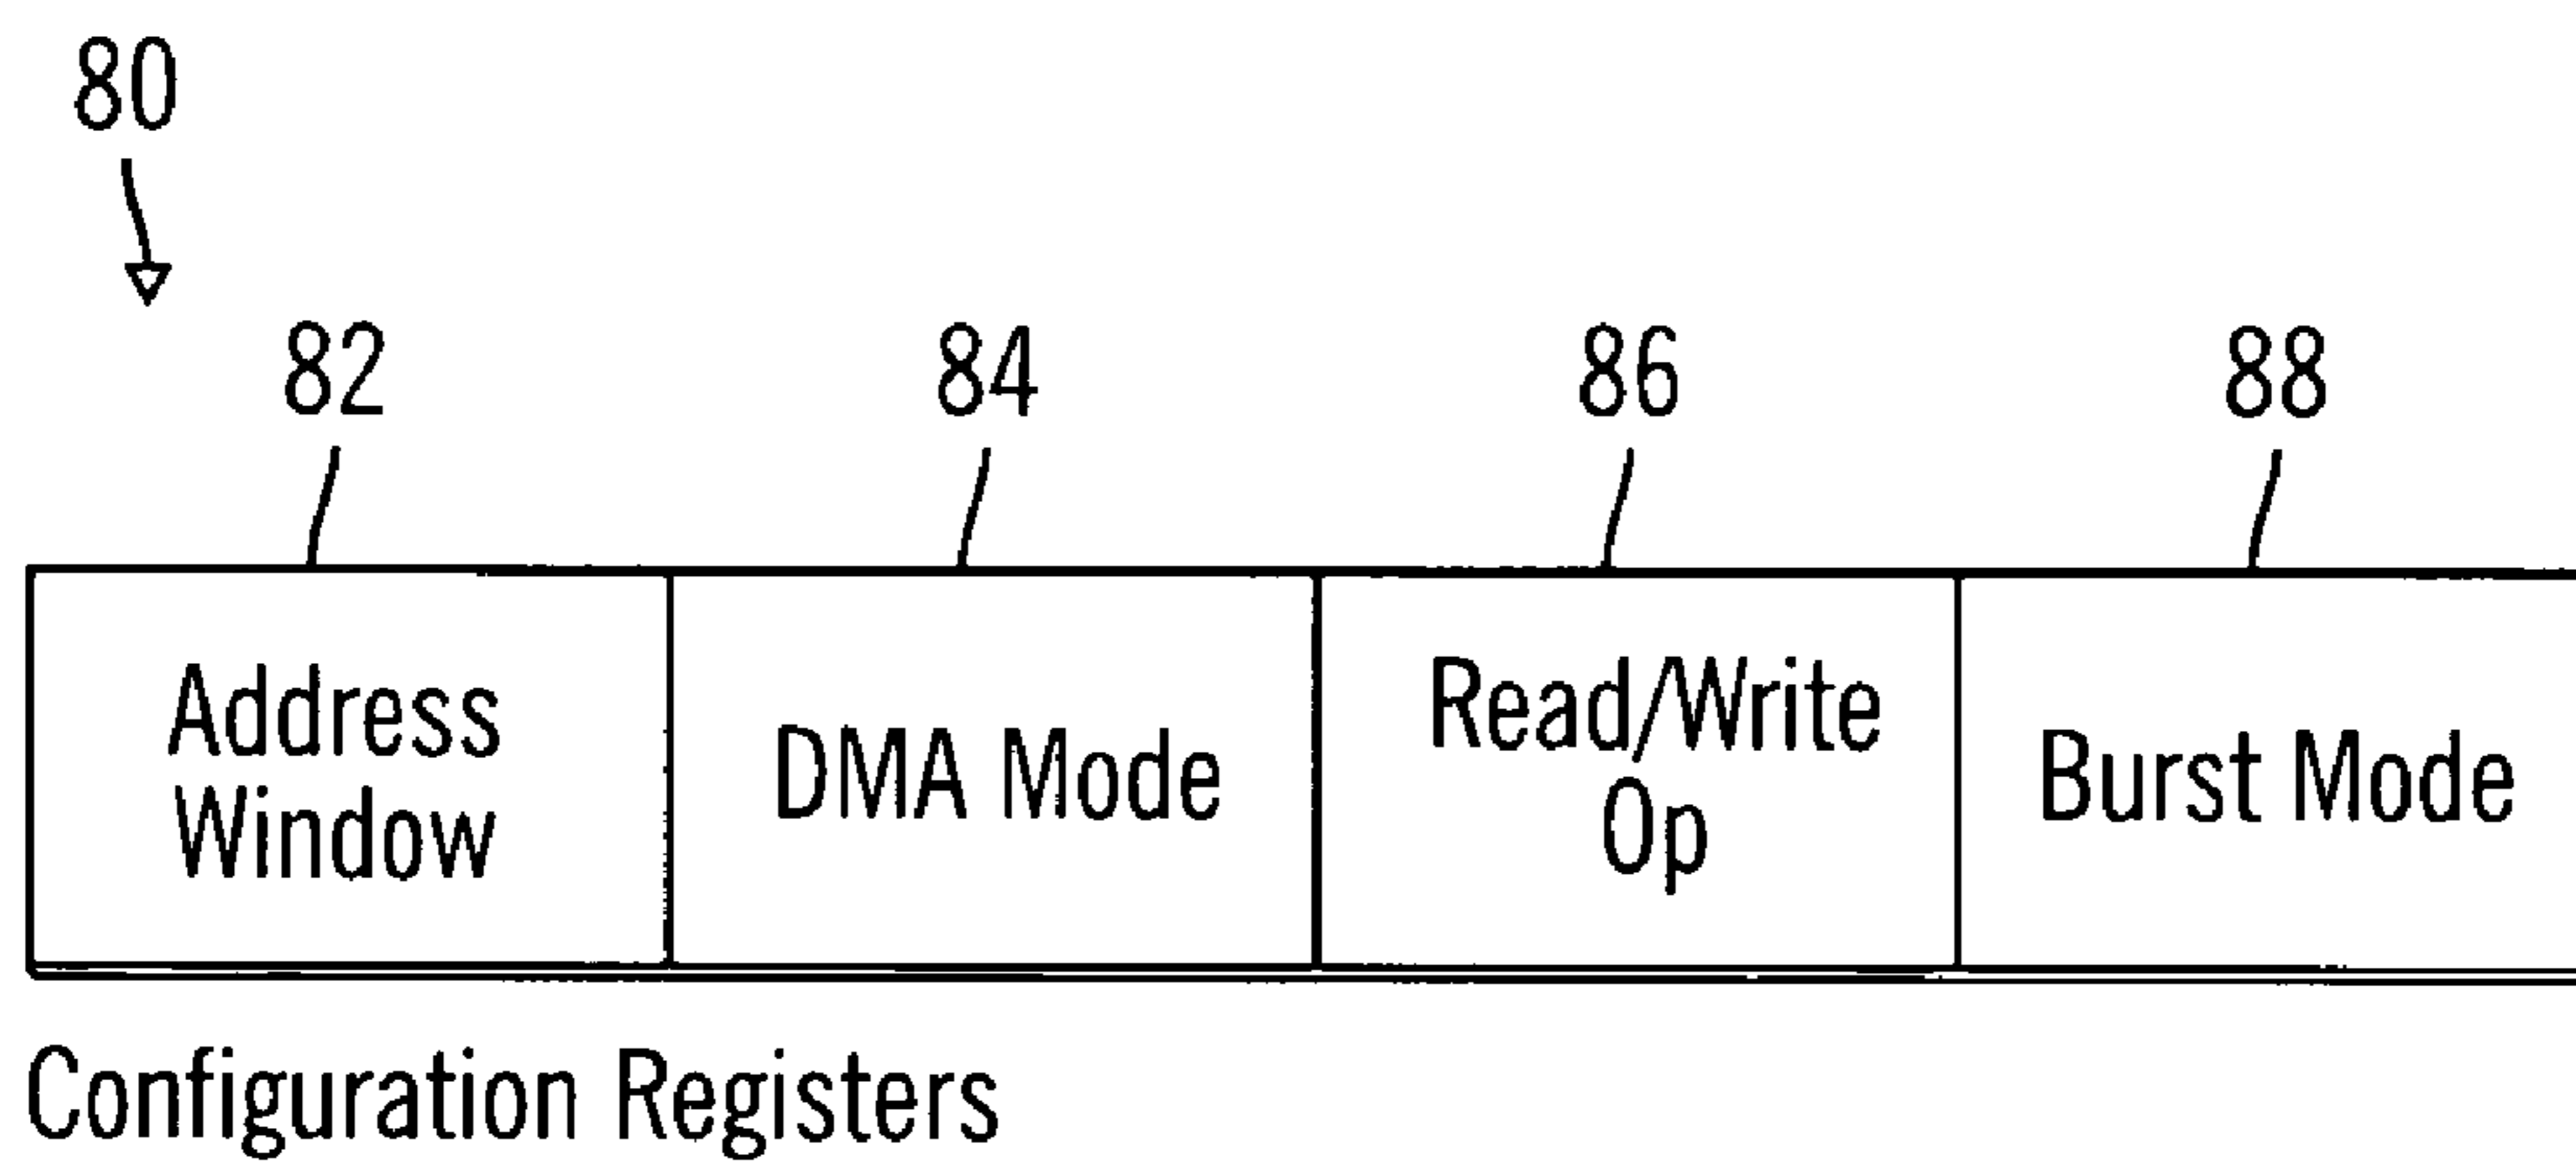 80
82 84 86 88
Address
Window
DMA Mode
Read/Write
Op
Burst Mode
Configuration Registers